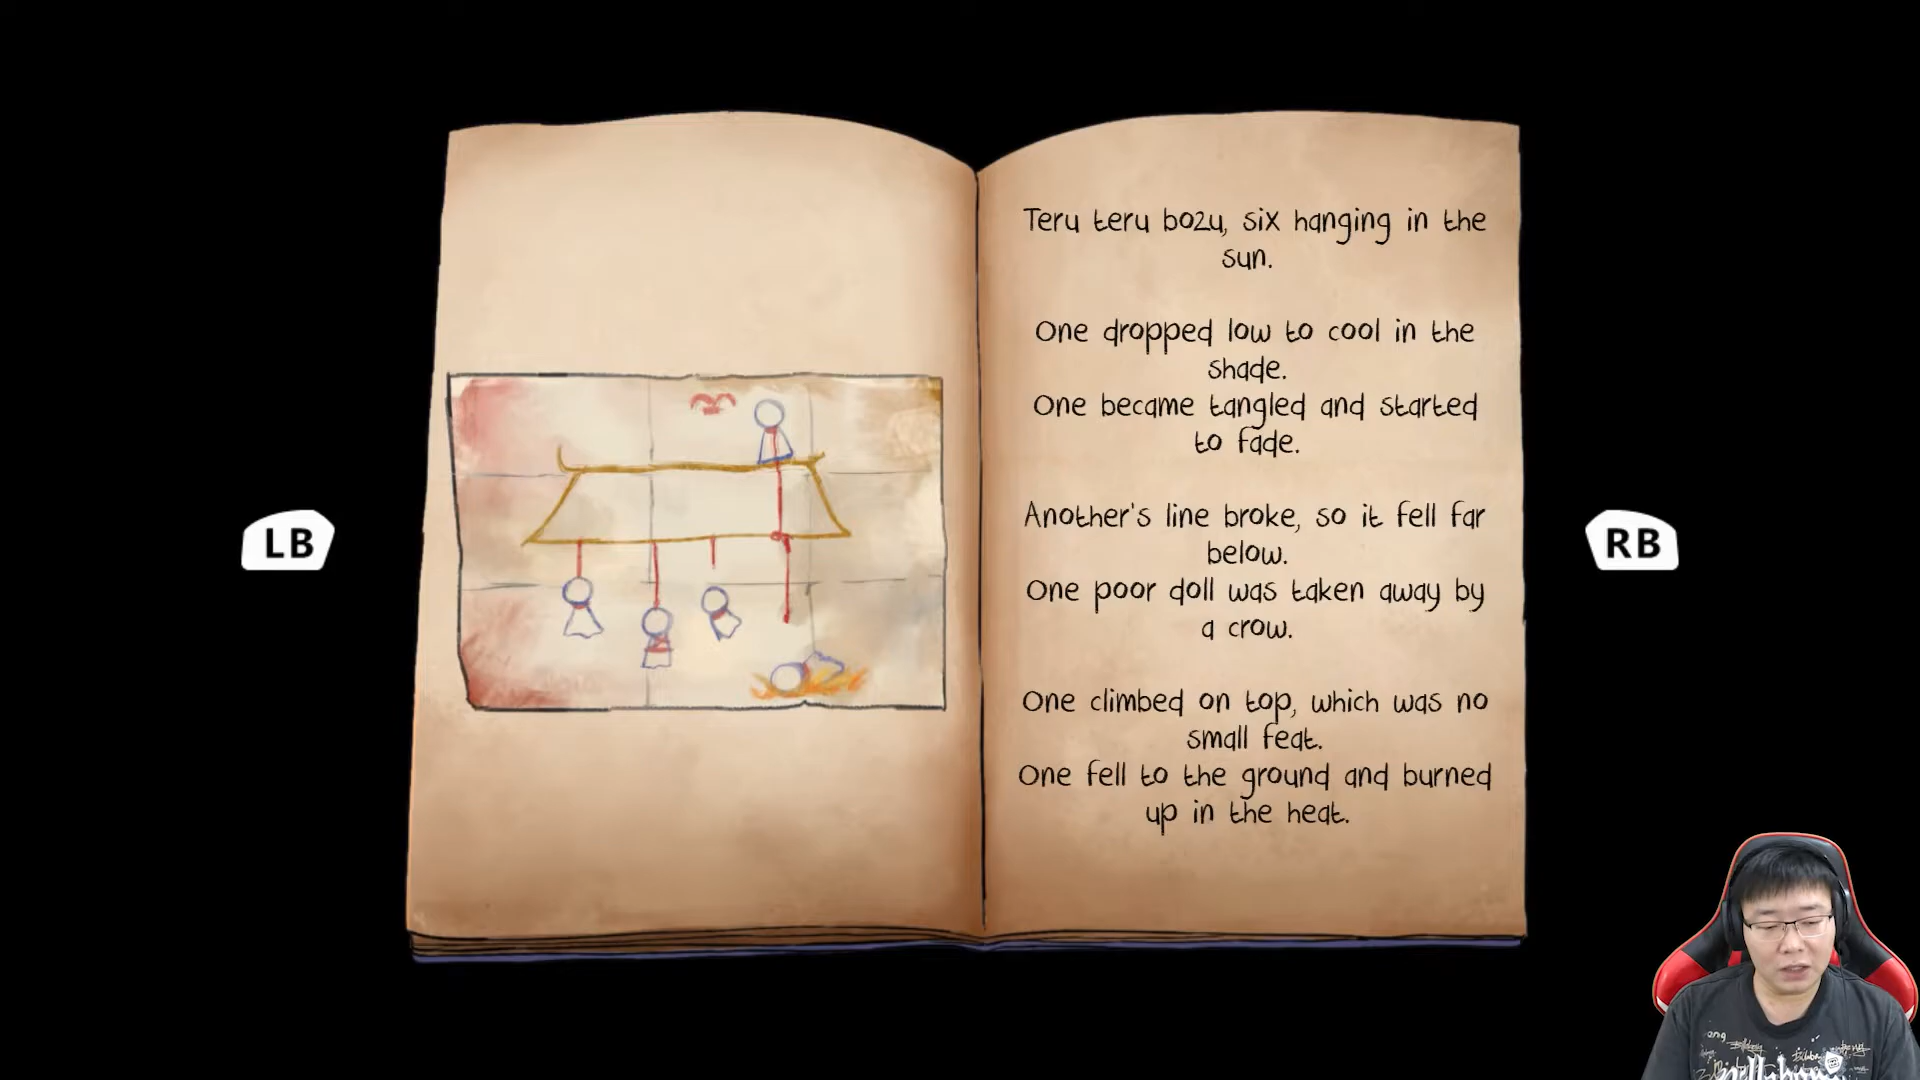 Teru teru bozu, six hanging in the
sun.
One dropped low to cool in the
shade.
One became tangled and started
to fade.
Another's line broke, so it fell far
below.
One poor doll was taken away by
a crow.
One climbed on top, which was no
small feat.
One fell to the ground and burned
up in the heat.
LB
RB